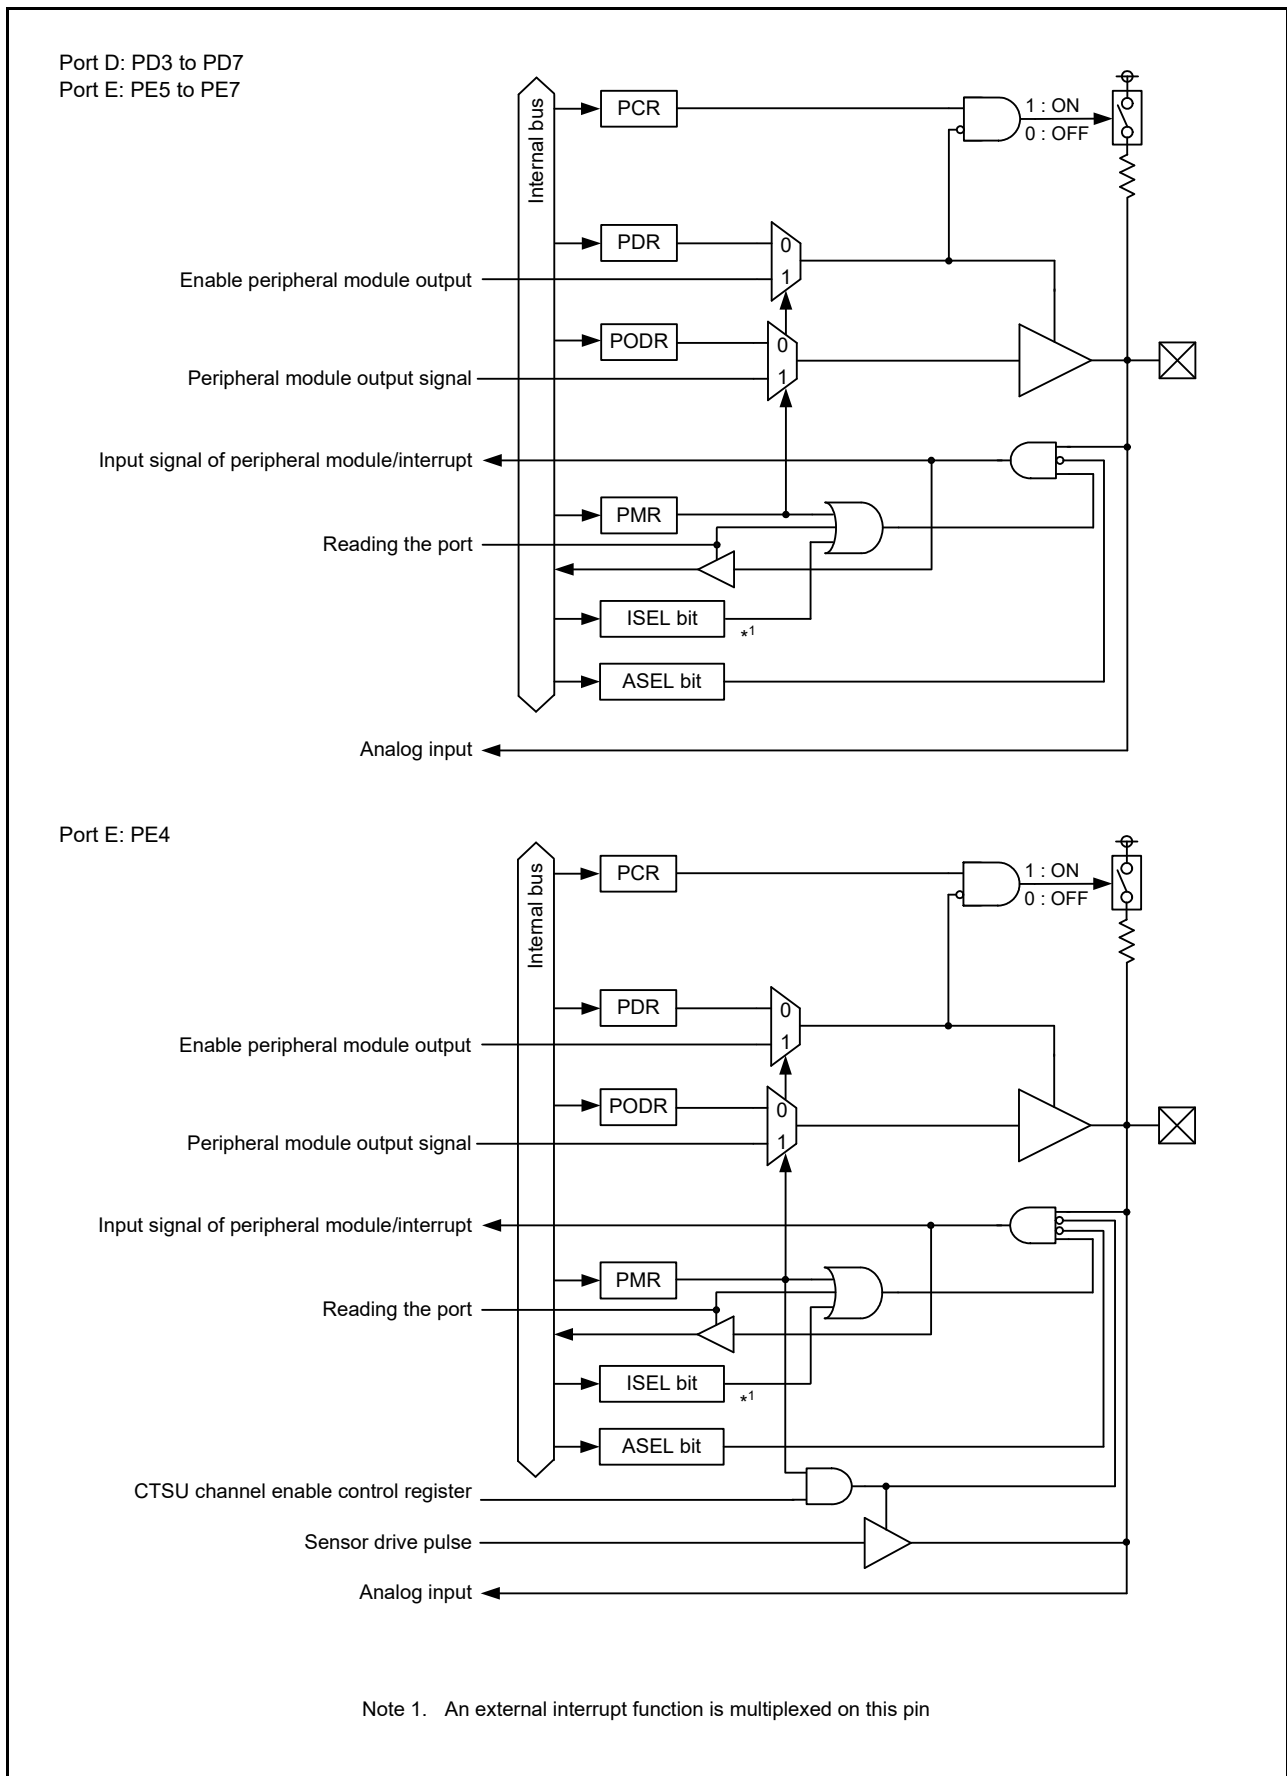 Port D: PD3 to PD7
Port E: PE5 to PE7
Internal bus
PCR
1 : ON
0 : OFF
PDR
0
Enable peripheral module output
1
PODR
0
Peripheral module output signal
1
Input signal of peripheral module/interrupt
PMR
Reading the port
ISEL bit
*1
ASEL bit
Analog input
Port E: PE4
Internal bus
PCR
1 : ON
0 : OFF
PDR
0
Enable peripheral module output
1
PODR
0
Peripheral module output signal
1
Input signal of peripheral module/interrupt
PMR
Reading the port
ISEL bit
*1
ASEL bit
CTSU channel enable control register
Sensor drive pulse
Analog input
Note 1. An external interrupt function is multiplexed on this pin